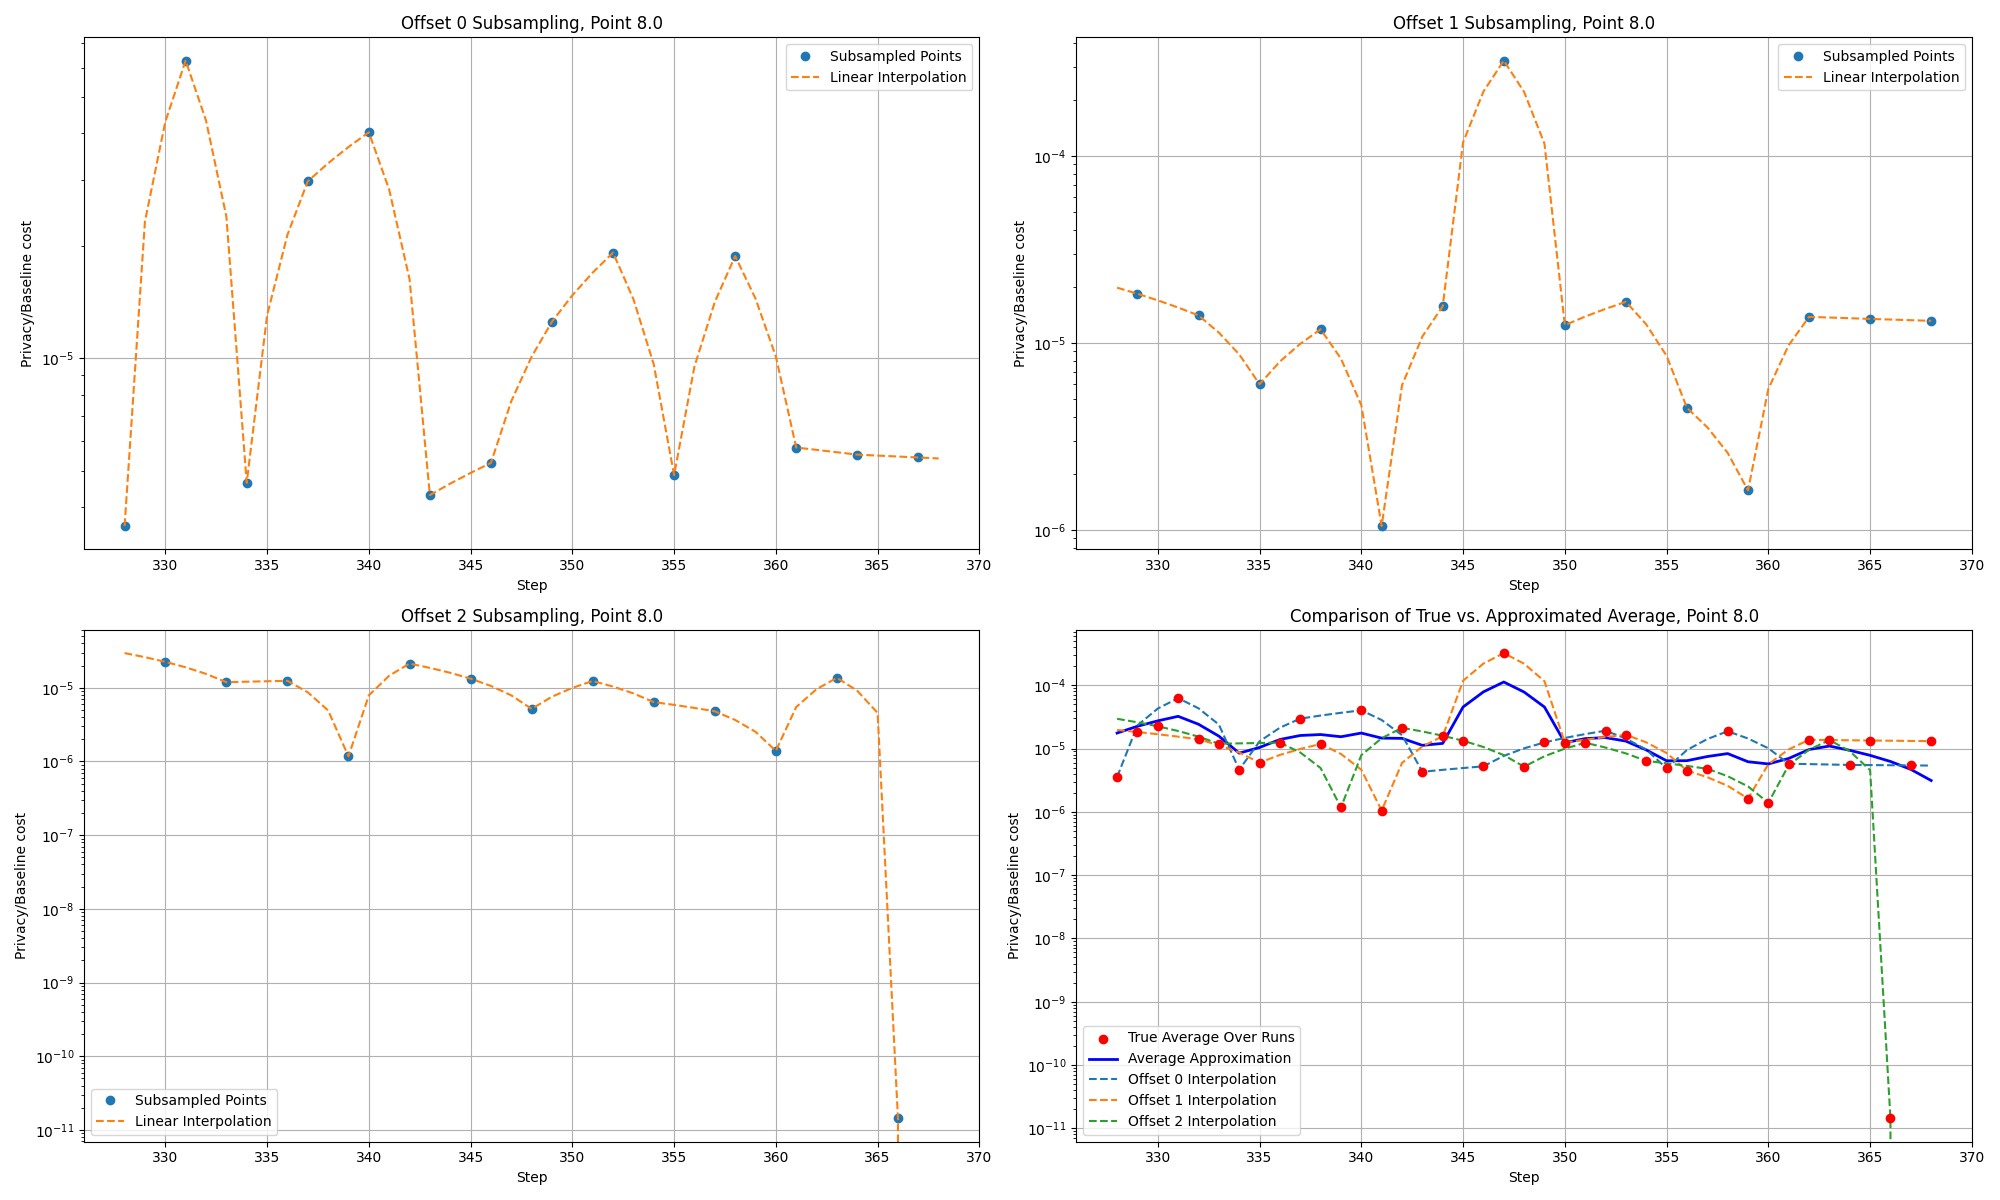 Offset 0 Subsampling, Point 8.0
Privacy/Baseline cost
10⁻⁵
Subsampled Points
Linear Interpolation
330 335 340 345 350 355 360 365 370
Step
Offset 1 Subsampling, Point 8.0
Privacy/Baseline cost
10⁻⁴
10⁻⁵
10⁻⁶
Subsampled Points
Linear Interpolation
330 335 340 345 350 355 360 365 370
Step
Offset 2 Subsampling, Point 8.0
Privacy/Baseline cost
10⁻⁵
10⁻⁶
10⁻⁷
10⁻⁸
10⁻⁹
10⁻¹⁰
10⁻¹¹
Subsampled Points
Linear Interpolation
330 335 340 345 350 355 360 365 370
Step
Comparison of True vs. Approximated Average, Point 8.0
Privacy/Baseline cost
10⁻⁴
10⁻⁵
10⁻⁶
10⁻⁷
10⁻⁸
10⁻⁹
10⁻¹⁰
10⁻¹¹
True Average Over Runs
Average Approximation
Offset 0 Interpolation
Offset 1 Interpolation
Offset 2 Interpolation
330 335 340 345 350 355 360 365 370
Step